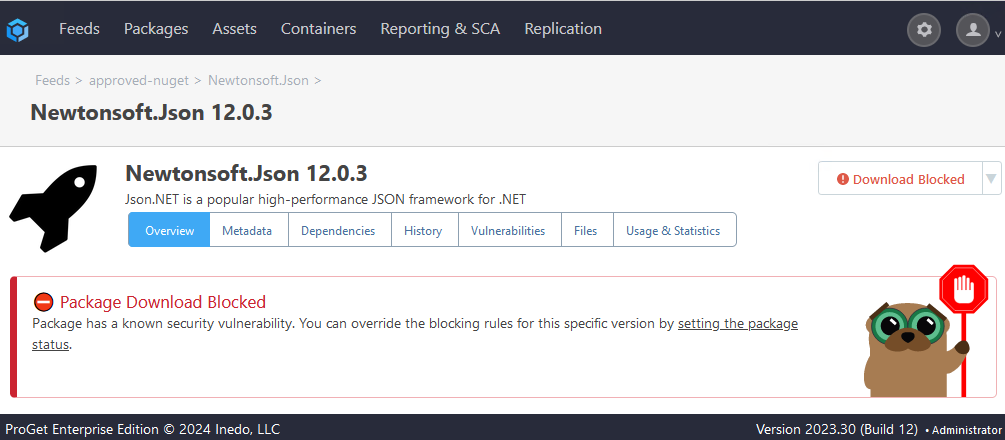 Feeds Packages Assets Containers Reporting & SCA Replication
Feeds > approved-nuget > Newtonsoft.Json >
Newtonsoft.Json 12.0.3
Newtonsoft.Json 12.0.3
Download Blocked
Json.NET is a popular high-performance JSON framework for .NET
Overview Metadata Dependencies History Vulnerabilities Files Usage & Statistics
Package Download Blocked
Package has a known security vulnerability. You can override the blocking rules for this specific version by setting the package
status.
ProGet Enterprise Edition © 2024 Inedo, LLC Version 2023.30 (Build 12) • Administrator